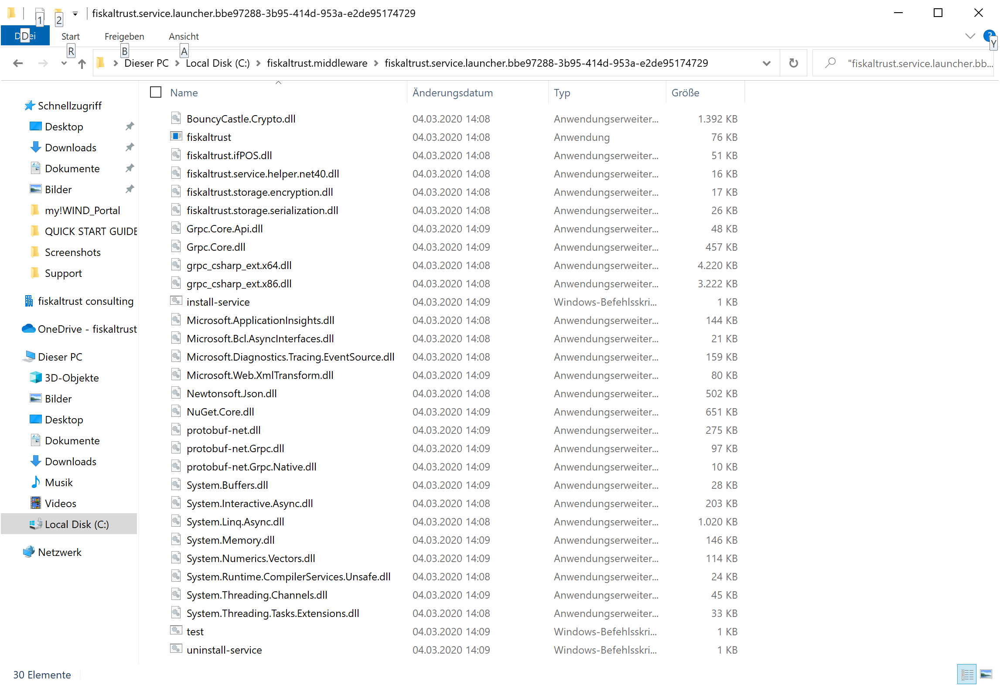 1
2
fiskaltrust.service.launcher.bbe97288-3b95-414d-953a-e2de95174729
D
ei
Start
Freigeben
Ansicht
?
R
B
A
Y
Dieser PC
Local Disk (C:)
fiskaltrust.middleware
fiskaltrust.service.launcher.bbe97288-3b95-414d-953a-e2de95174729
"fiskaltrust.service.launcher.bb...
Schnellzugriff
Desktop
Downloads
Dokumente
Bilder
my!WIND_Portal
QUICK START GUIDE
Screenshots
Support
fiskaltrust consulting
OneDrive - fiskaltrust
Dieser PC
3D-Objekte
Bilder
Desktop
Dokumente
Downloads
Musik
Videos
Local Disk (C:)
Netzwerk
Name Änderungsdatum Typ Größe
BouncyCastle.Crypto.dll 04.03.2020 14:08 Anwendungserweiter... 1.392 KB
fiskaltrust 04.03.2020 14:08 Anwendung 76 KB
fiskaltrust.ifPOS.dll 04.03.2020 14:08 Anwendungserweiter... 51 KB
fiskaltrust.service.helper.net40.dll 04.03.2020 14:08 Anwendungserweiter... 16 KB
fiskaltrust.storage.encryption.dll 04.03.2020 14:08 Anwendungserweiter... 17 KB
fiskaltrust.storage.serialization.dll 04.03.2020 14:08 Anwendungserweiter... 26 KB
Grpc.Core.Api.dll 04.03.2020 14:09 Anwendungserweiter... 48 KB
Grpc.Core.dll 04.03.2020 14:09 Anwendungserweiter... 457 KB
grpc_csharp_ext.x64.dll 04.03.2020 14:08 Anwendungserweiter... 4.220 KB
grpc_csharp_ext.x86.dll 04.03.2020 14:08 Anwendungserweiter... 3.222 KB
install-service 04.03.2020 14:09 Windows-Befehlsskri... 1 KB
Microsoft.ApplicationInsights.dll 04.03.2020 14:08 Anwendungserweiter... 144 KB
Microsoft.Bcl.AsyncInterfaces.dll 04.03.2020 14:08 Anwendungserweiter... 21 KB
Microsoft.Diagnostics.Tracing.EventSource.dll 04.03.2020 14:08 Anwendungserweiter... 159 KB
Microsoft.Web.XmlTransform.dll 04.03.2020 14:09 Anwendungserweiter... 80 KB
Newtonsoft.Json.dll 04.03.2020 14:08 Anwendungserweiter... 502 KB
NuGet.Core.dll 04.03.2020 14:09 Anwendungserweiter... 651 KB
protobuf-net.dll 04.03.2020 14:09 Anwendungserweiter... 275 KB
protobuf-net.Grpc.dll 04.03.2020 14:09 Anwendungserweiter... 97 KB
protobuf-net.Grpc.Native.dll 04.03.2020 14:09 Anwendungserweiter... 10 KB
System.Buffers.dll 04.03.2020 14:09 Anwendungserweiter... 28 KB
System.Interactive.Async.dll 04.03.2020 14:08 Anwendungserweiter... 203 KB
System.Linq.Async.dll 04.03.2020 14:08 Anwendungserweiter... 1.020 KB
System.Memory.dll 04.03.2020 14:09 Anwendungserweiter... 146 KB
System.Numerics.Vectors.dll 04.03.2020 14:09 Anwendungserweiter... 114 KB
System.Runtime.CompilerServices.Unsafe.dll 04.03.2020 14:08 Anwendungserweiter... 24 KB
System.Threading.Channels.dll 04.03.2020 14:09 Anwendungserweiter... 45 KB
System.Threading.Tasks.Extensions.dll 04.03.2020 14:08 Anwendungserweiter... 33 KB
test 04.03.2020 14:09 Windows-Befehlsskri... 1 KB
uninstall-service 04.03.2020 14:09 Windows-Befehlsskri... 1 KB
30 Elemente